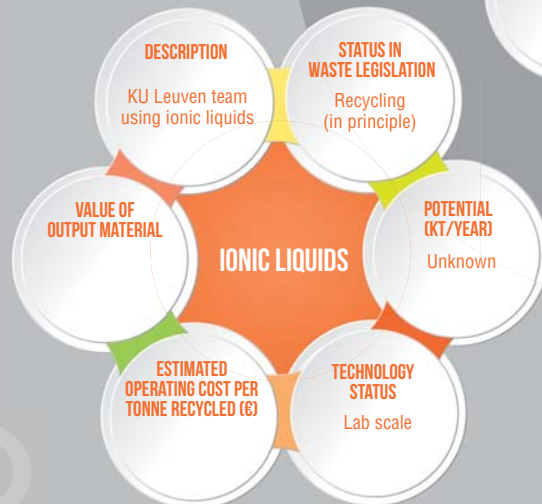 DESCRIPTION
KU Leuven team
using ionic liquids
STATUS IN
WASTE LEGISLATION
Recycling
(in principle)
VALUE OF
OUTPUT MATERIAL
IONIC LIQUIDS
POTENTIAL
(KT/YEAR)
Unknown
ESTIMATED
OPERATING COST PER
TONNE RECYCLED (€)
TECHNOLOGY
STATUS
Lab scale